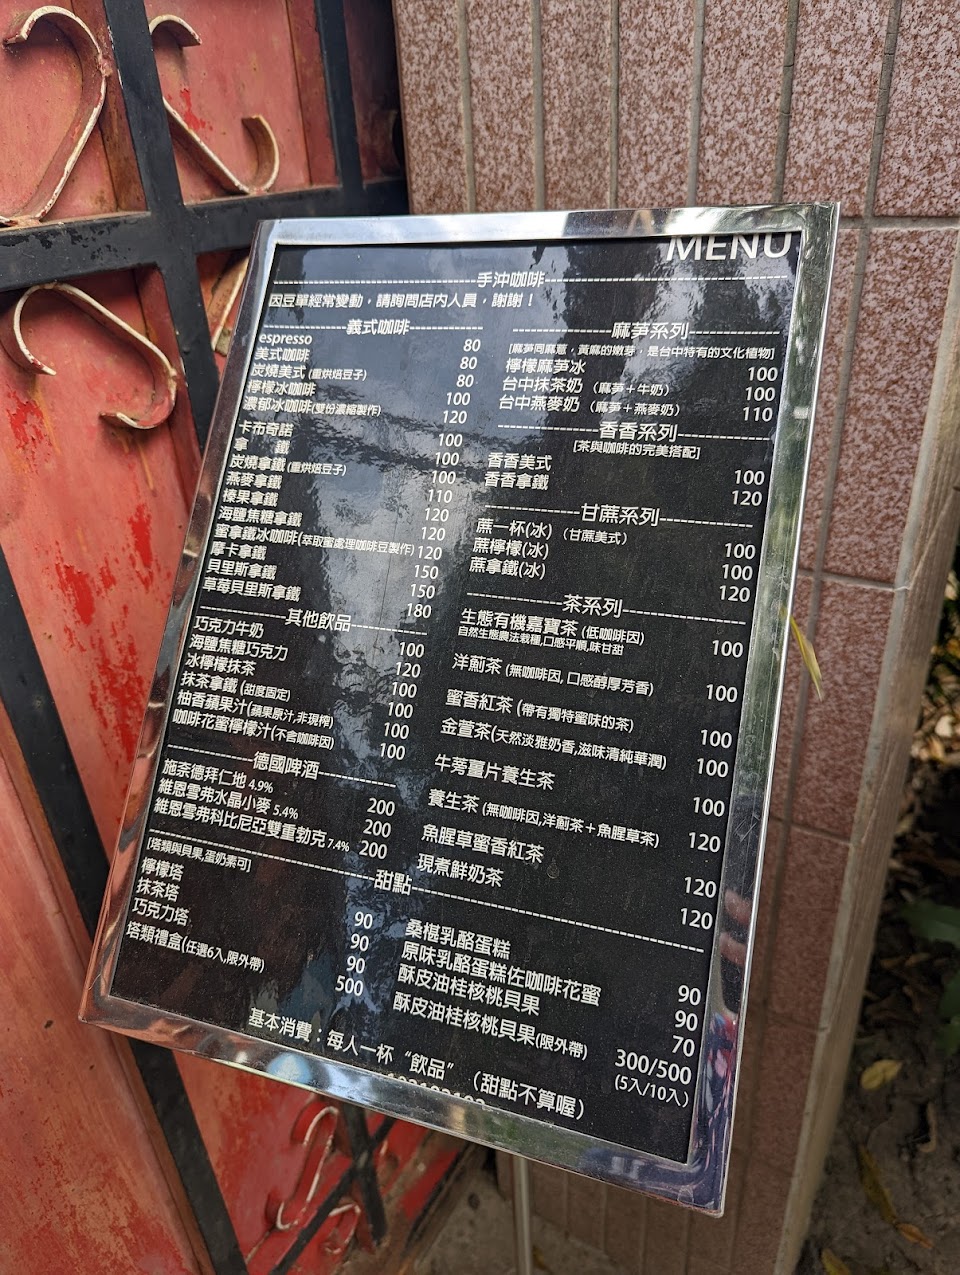 MENU
手沖咖啡
因豆單經常變動，請詢問店內人員，謝謝！
義式咖啡
espresso 80
美式咖啡 80
炭燒美式(重烘焙豆子) 80
檸檬冰咖啡 100
濃郁冰咖啡(雙份濃縮製作) 120
卡布奇諾 100
拿 鐵 100
炭燒拿鐵(重烘焙豆子) 100
燕麥拿鐵 110
榛果拿鐵 120
海鹽焦糖拿鐵 120
蜜拿鐵冰咖啡(萃取蜜處理咖啡豆製作) 120
摩卡拿鐵 150
貝里斯拿鐵 150
草莓貝里斯拿鐵 180
其他飲品
巧克力牛奶 100
海鹽焦糖巧克力 120
冰檸檬抹茶 100
抹茶拿鐵(甜度固定) 100
柚香蘋果汁(蘋果原汁,非現榨) 100
咖啡花蜜檸檬汁(不含咖啡因) 100
德國啤酒
施奈德拜仁地 4.9% 200
維恩雪弗水晶小麥 5.4% 200
維恩雪弗科比尼亞雙重勃克 7.4% 200
麻芛系列
[麻芛同麻薏，黃麻的嫩芽，是台中特有的文化植物]
檸檬麻芛冰 100
台中抹茶奶（麻芛＋牛奶） 100
台中燕麥奶（麻芛＋燕麥奶） 110
香香系列
[茶與咖啡的完美搭配]
香香美式 100
香香拿鐵 120
甘蔗系列
蔗一杯(冰)（甘蔗美式） 100
蔗檸檬(冰) 100
蔗拿鐵(冰) 120
茶系列
生態有機嘉寶茶(低咖啡因) 100
自然生態農法栽種,口感平順,味甘甜
洋薊茶(無咖啡因, 口感醇厚芳香) 100
蜜香紅茶(帶有獨特蜜味的茶) 100
金萱茶(天然淡雅奶香,滋味清純華潤) 100
牛蒡薑片養生茶 100
養生茶(無咖啡因,洋薊茶＋魚腥草茶) 120
魚腥草蜜香紅茶 120
現煮鮮奶茶 120
甜點
[塔類與貝果,蛋奶素可]
檸檬塔 90
抹茶塔 90
巧克力塔 90
塔類禮盒(任選6入,限外帶) 500
桑椹乳酪蛋糕 90
原味乳酪蛋糕佐咖啡花蜜 90
酥皮油桂核桃貝果 70
酥皮油桂核桃貝果(限外帶) 300/500
(5入/10入)
基本消費：每人一杯“飲品”（甜點不算喔）